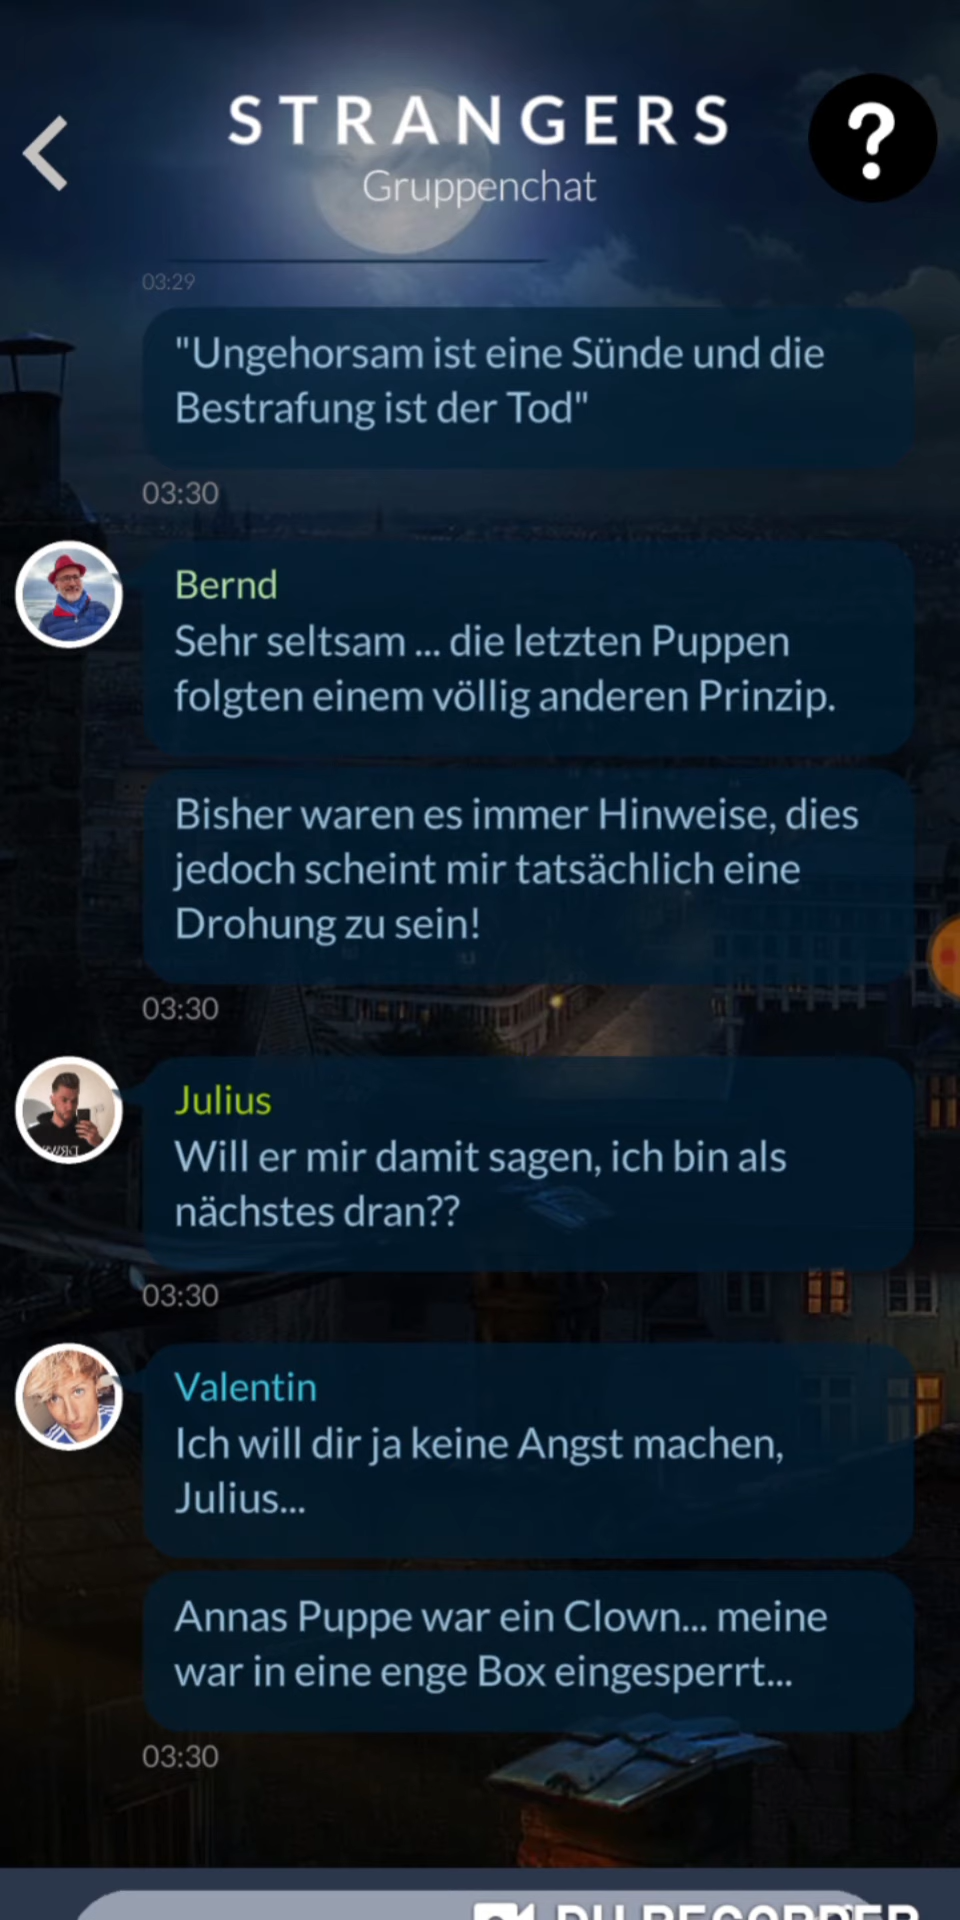 STRANGERS
Gruppenchat
03:29
"Ungehorsam ist eine Sünde und die
Bestrafung ist der Tod"
03:30
Bernd
Sehr seltsam ... die letzten Puppen
folgten einem völlig anderen Prinzip.
Bisher waren es immer Hinweise, dies
jedoch scheint mir tatsächlich eine
Drohung zu sein!
03:30
Julius
Will er mir damit sagen, ich bin als
nächstes dran??
03:30
Valentin
Ich will dir ja keine Angst machen,
Julius...
Annas Puppe war ein Clown... meine
war in eine enge Box eingesperrt...
03:30
DU RECORDER